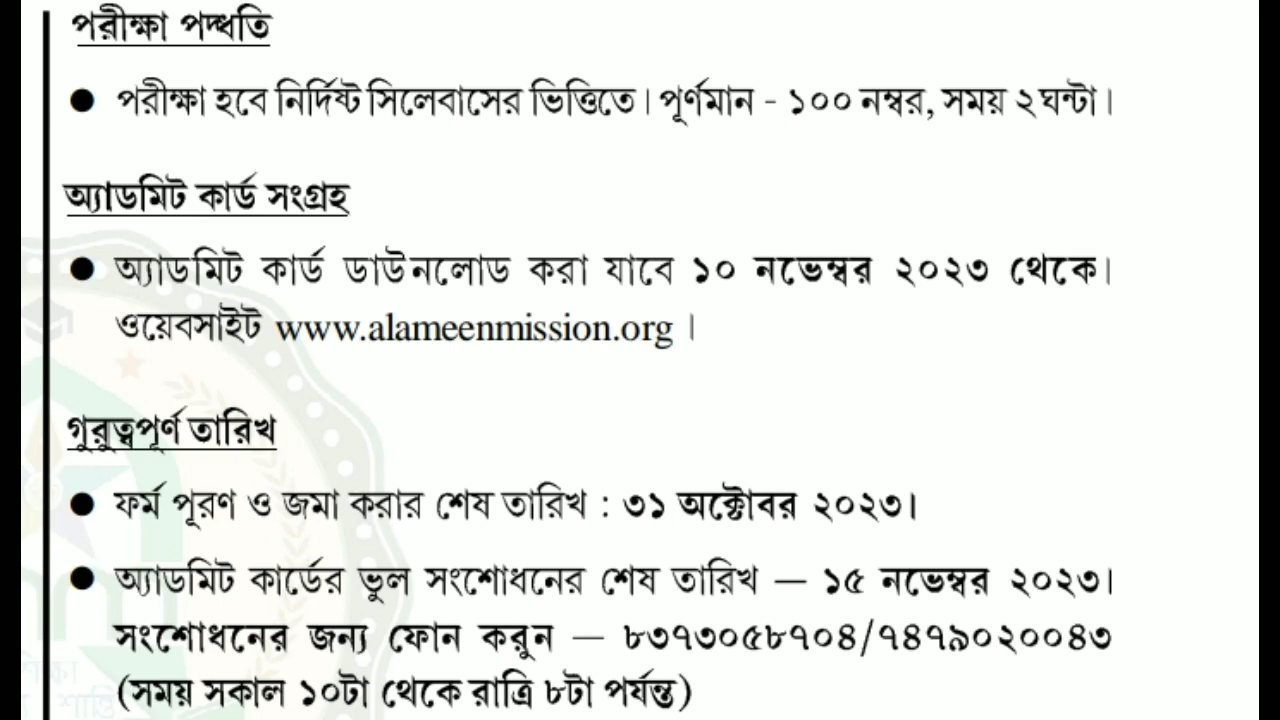 পরীক্ষা পদ্ধতি
● পরীক্ষা হবে নির্দিষ্ট সিলেবাসের ভিত্তিতে। পূর্ণমান - ১০০ নম্বর, সময় ২ ঘন্টা।
অ্যাডমিট কার্ড সংগ্রহ
● অ্যাডমিট কার্ড ডাউনলোড করা যাবে ১০ নভেম্বর ২০২৩ থেকে।
ওয়েবসাইট www.alameenmission.org ।
গুরুত্বপূর্ণ তারিখ
● ফর্ম পূরণ ও জমা করার শেষ তারিখ : ৩১ অক্টোবর ২০২৩।
● অ্যাডমিট কার্ডের ভুল সংশোধনের শেষ তারিখ — ১৫ নভেম্বর ২০২৩।
সংশোধনের জন্য ফোন করুন — ৮৩৭৩০৫৮৭০৪/৭৪৭৯০২০০৪৩
(সময় সকাল ১০টা থেকে রাত্রি ৮টা পর্যন্ত)